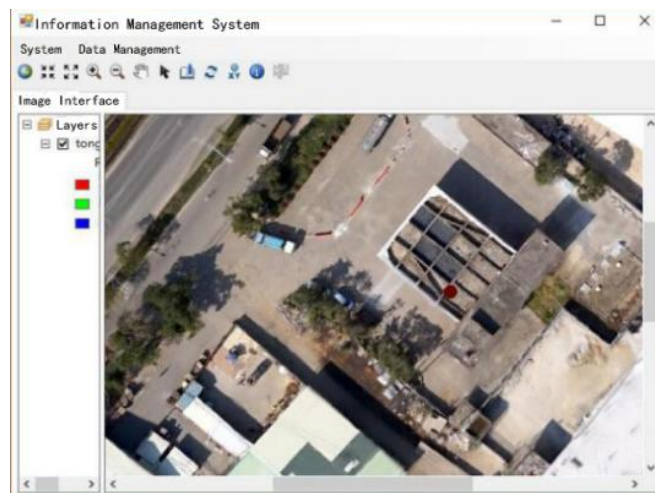 Information Management System
System Data Management
Image Interface
Layers
tong